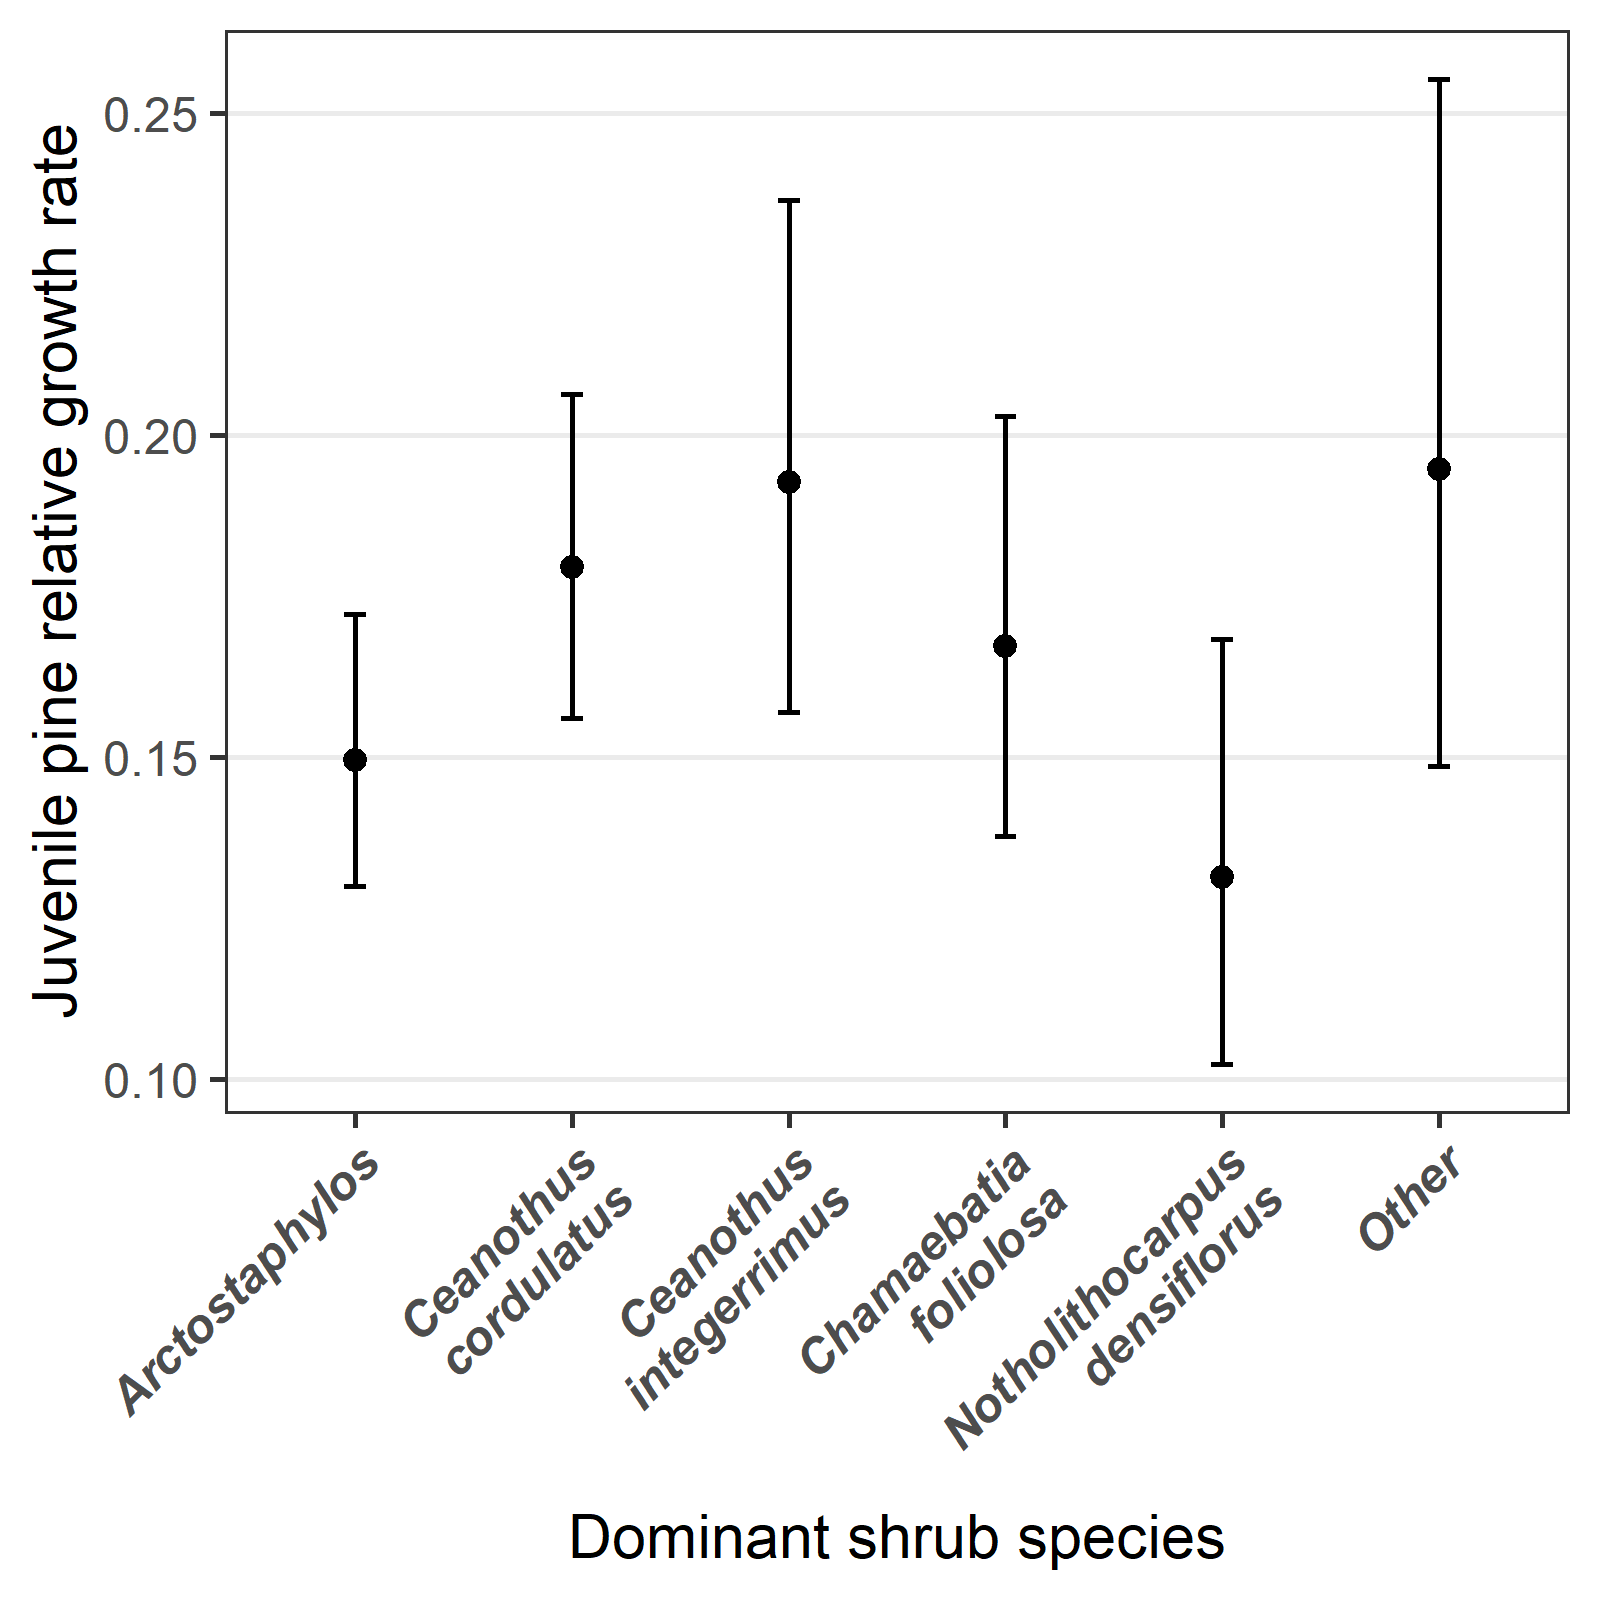 Juvenile pine relative growth rate
0.25
0.20
0.15
0.10
Arctostaphylos
Ceanothus
cordulatus
Ceanothus
integerrimus
Chamaebatia
foliolosa
Notholithocarpus
densiflorus
Other
Dominant shrub species